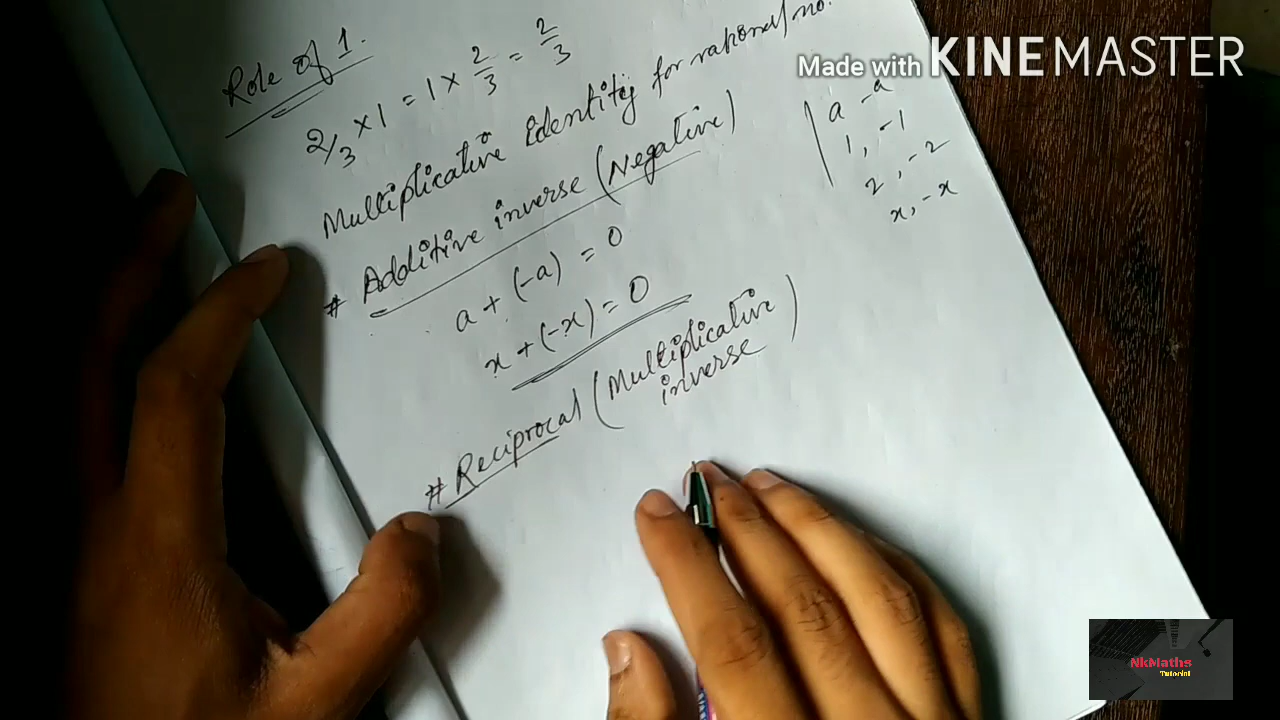 Made with KINEMASTER
Role of 1.
2/3 × 1 = 1 × 2/3 = 2/3
Multiplicative identity for rational no.
# Additive inverse (Negative)
a + (-a) = 0
x + (-x) = 0
a -a
1, -1
2, -2
x, -x
# Reciprocal (Multiplicative
inverse)
NkMaths
Tutorial